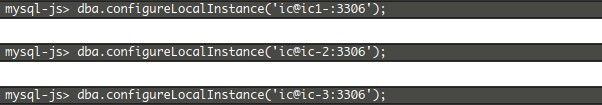 mysql-js> dba.configureLocalInstance('ic@ic1-:3306');
mysql-js> dba.configureLocalInstance('ic@ic-2:3306');
mysql-js> dba.configureLocalInstance('ic@ic-3:3306');